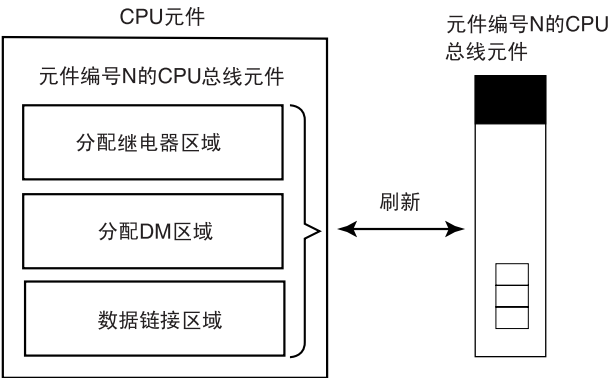 CPU元件
元件编号N的CPU总线元件
分配继电器区域
分配DM区域
数据链接区域
刷新
元件编号N的CPU
总线元件